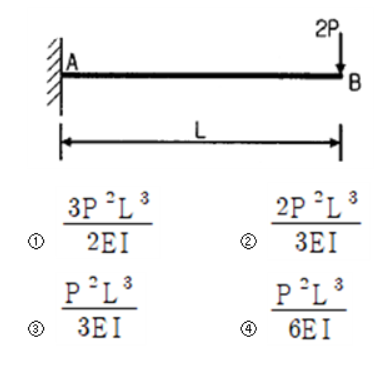 2P
A
B
L
① 3P²L³/2EI ② 2P²L³/3EI
③ P²L³/3EI ④ P²L³/6EI